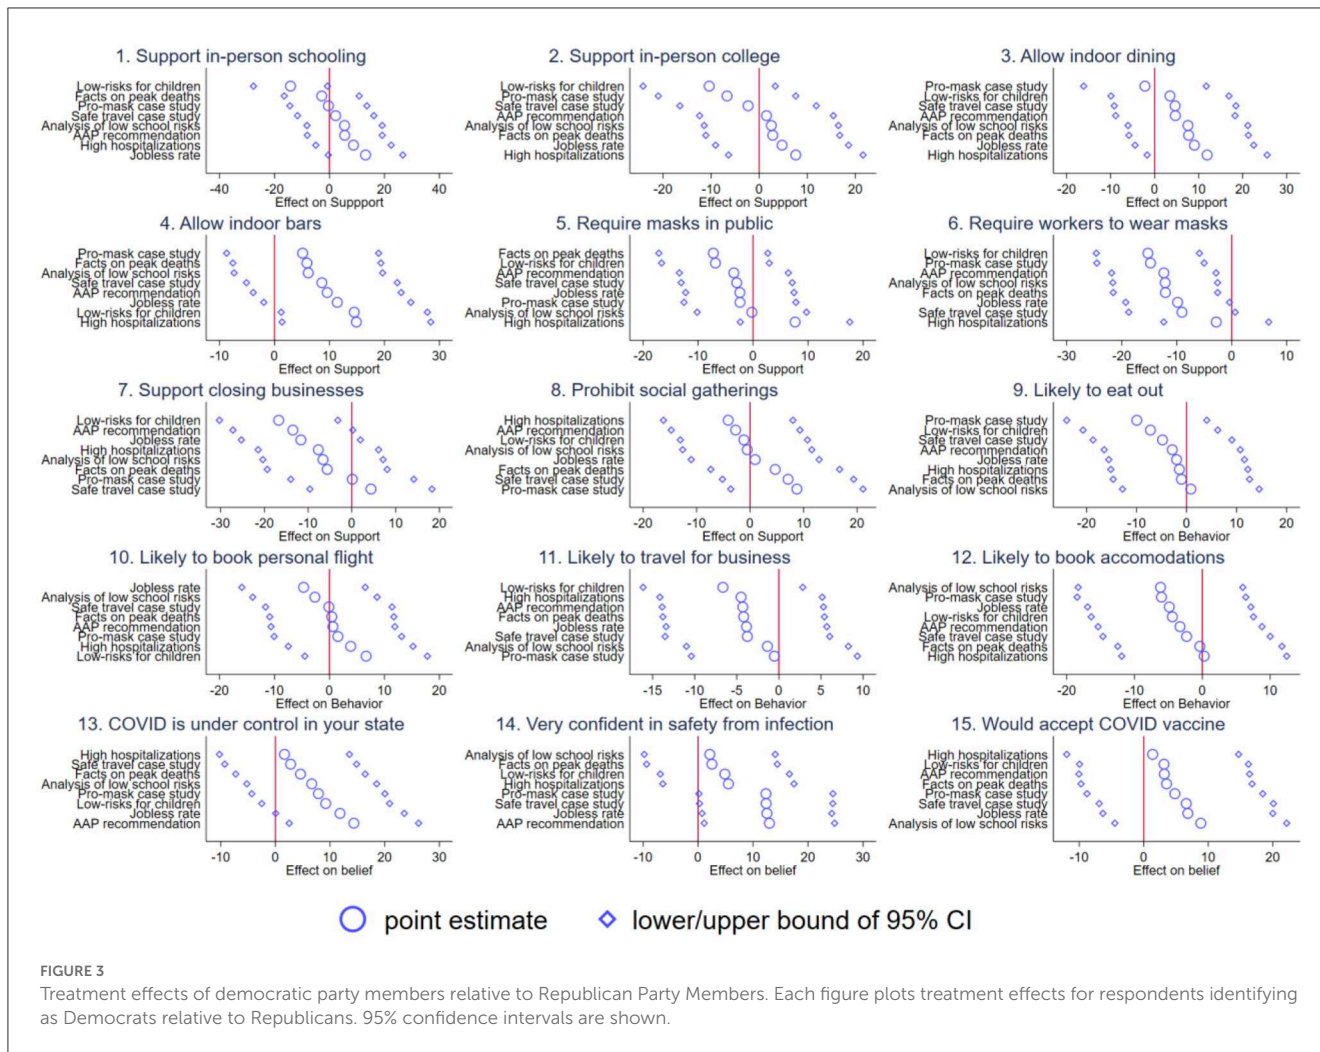 1. Support in-person schooling
Low-risks for children
Facts on peak deaths
Pro-mask case study
Safe travel case study
Analysis of low school risks
AAP recommendation
High hospitalizations
Jobless rate
-40 -20 0 20 40
Effect on Suppport
2. Support in-person college
Low-risks for children
Pro-mask case study
Safe travel case study
AAP recommendation
Analysis of low school risks
Facts on peak deaths
Jobless rate
High hospitalizations
-20 -10 0 10 20
Effect on Support
3. Allow indoor dining
Pro-mask case study
Low-risks for children
Safe travel case study
AAP recommendation
Analysis of low school risks
Facts on peak deaths
Jobless rate
High hospitalizations
-20 -10 0 10 20 30
Effect on Support
4. Allow indoor bars
Pro-mask case study
Facts on peak deaths
Analysis of low school risks
Safe travel case study
AAP recommendation
Jobless rate
Low-risks for children
High hospitalizations
-10 0 10 20 30
Effect on Support
5. Require masks in public
Facts on peak deaths
Low-risks for children
AAP recommendation
Safe travel case study
Jobless rate
Pro-mask case study
Analysis of low school risks
High hospitalizations
-20 -10 0 10 20
Effect on Support
6. Require workers to wear masks
Low-risks for children
Pro-mask case study
AAP recommendation
Analysis of low school risks
Facts on peak deaths
Jobless rate
Safe travel case study
High hospitalizations
-30 -20 -10 0 10
Effect on Support
7. Support closing businesses
Low-risks for children
AAP recommendation
Jobless rate
High hospitalizations
Analysis of low school risks
Facts on peak deaths
Pro-mask case study
Safe travel case study
-30 -20 -10 0 10 20
Effect on Support
8. Prohibit social gatherings
High hospitalizations
AAP recommendation
Low-risks for children
Analysis of low school risks
Jobless rate
Facts on peak deaths
Safe travel case study
Pro-mask case study
-20 -10 0 10 20
Effect on Support
9. Likely to eat out
Pro-mask case study
Low-risks for children
Safe travel case study
AAP recommendation
Jobless rate
High hospitalizations
Facts on peak deaths
Analysis of low school risks
-20 -10 0 10 20
Effect on Behavior
10. Likely to book personal flight
Jobless rate
Analysis of low school risks
Safe travel case study
Facts on peak deaths
AAP recommendation
Pro-mask case study
High hospitalizations
Low-risks for children
-20 -10 0 10 20
Effect on Behavior
11. Likely to travel for business
Low-risks for children
High hospitalizations
AAP recommendation
Facts on peak deaths
Jobless rate
Safe travel case study
Analysis of low school risks
Pro-mask case study
-15 -10 -5 0 5 10
Effect on Behavior
12. Likely to book accomodations
Analysis of low school risks
Pro-mask case study
Jobless rate
Low-risks for children
AAP recommendation
Safe travel case study
Facts on peak deaths
High hospitalizations
-20 -10 0 10
Effect on Behavior
13. COVID is under control in your state
High hospitalizations
Safe travel case study
Facts on peak deaths
Analysis of low school risks
Pro-mask case study
Low-risks for children
Jobless rate
AAP recommendation
-10 0 10 20 30
Effect on belief
14. Very confident in safety from infection
Analysis of low school risks
Facts on peak deaths
Low-risks for children
High hospitalizations
Pro-mask case study
Safe travel case study
Jobless rate
AAP recommendation
-10 0 10 20 30
Effect on belief
15. Would accept COVID vaccine
High hospitalizations
Low-risks for children
AAP recommendation
Facts on peak deaths
Pro-mask case study
Safe travel case study
Jobless rate
Analysis of low school risks
-10 0 10 20
Effect on belief
point estimate lower/upper bound of 95% CI
FIGURE 3
Treatment effects of democratic party members relative to Republican Party Members. Each figure plots treatment effects for respondents identifying
as Democrats relative to Republicans. 95% confidence intervals are shown.